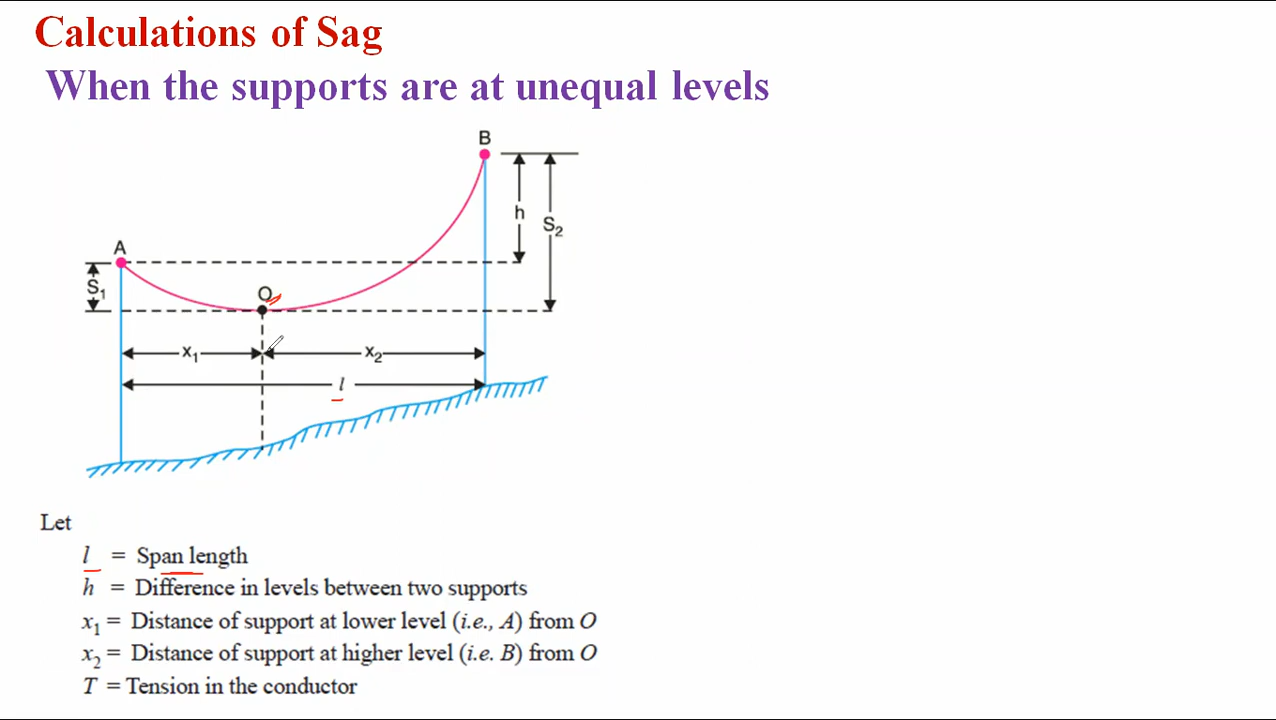 Calculations of Sag
When the supports are at unequal levels
B
h
S₂
A
S₁
O
x₁
x₂
l
Let
l = Span length
h = Difference in levels between two supports
x₁ = Distance of support at lower level (i.e., A) from O
x₂ = Distance of support at higher level (i.e. B) from O
T = Tension in the conductor